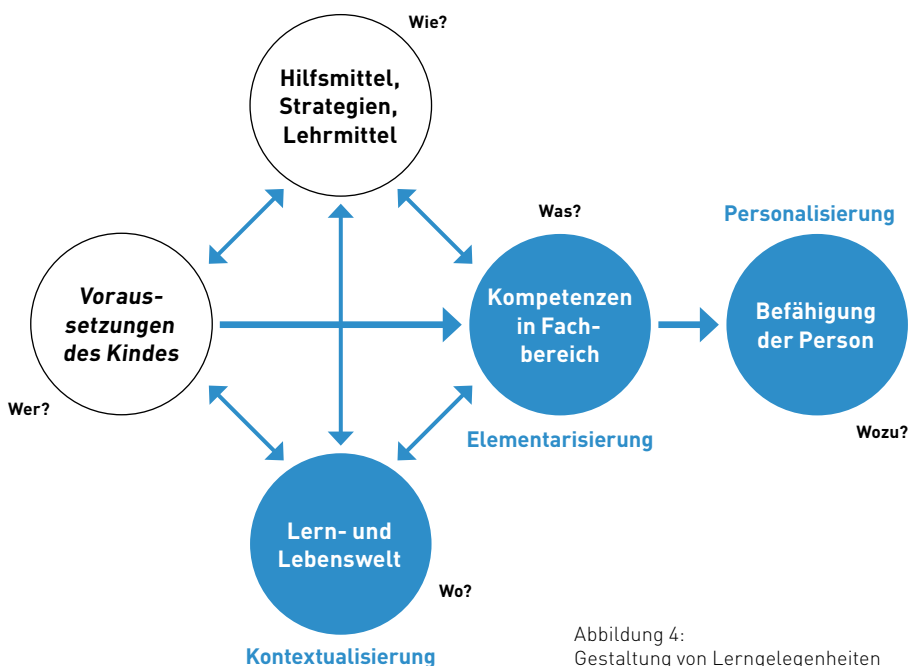 Wie?
Hilfsmittel,
Strategien,
Lehrmittel
Was?
Personalisierung
Voraus-
setzungen
des Kindes
Kompetenzen
in Fach-
bereich
Befähigung
der Person
Wer?
Elementarisierung
Wozu?
Lern- und
Lebenswelt
Wo?
Kontextualisierung
Abbildung 4:
Gestaltung von Lerngelegenheiten